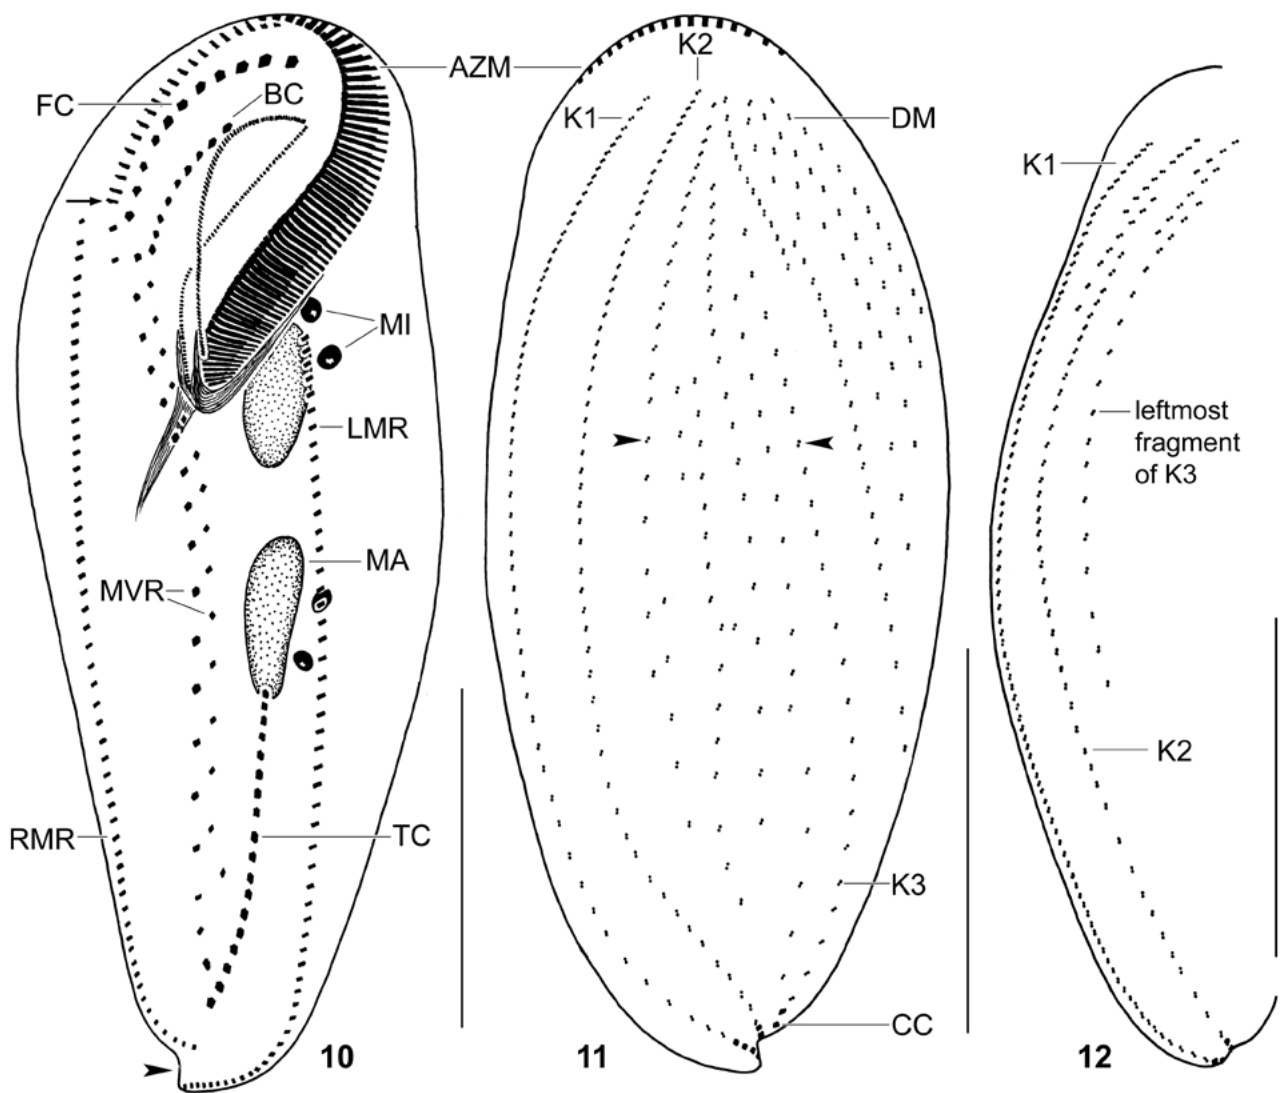 AZM
FC
BC
K2
K1
DM
K1
MI
LMR
leftmost
fragment
of K3
MA
MVR
K2
RMR
TC
K3
CC
10
11
12